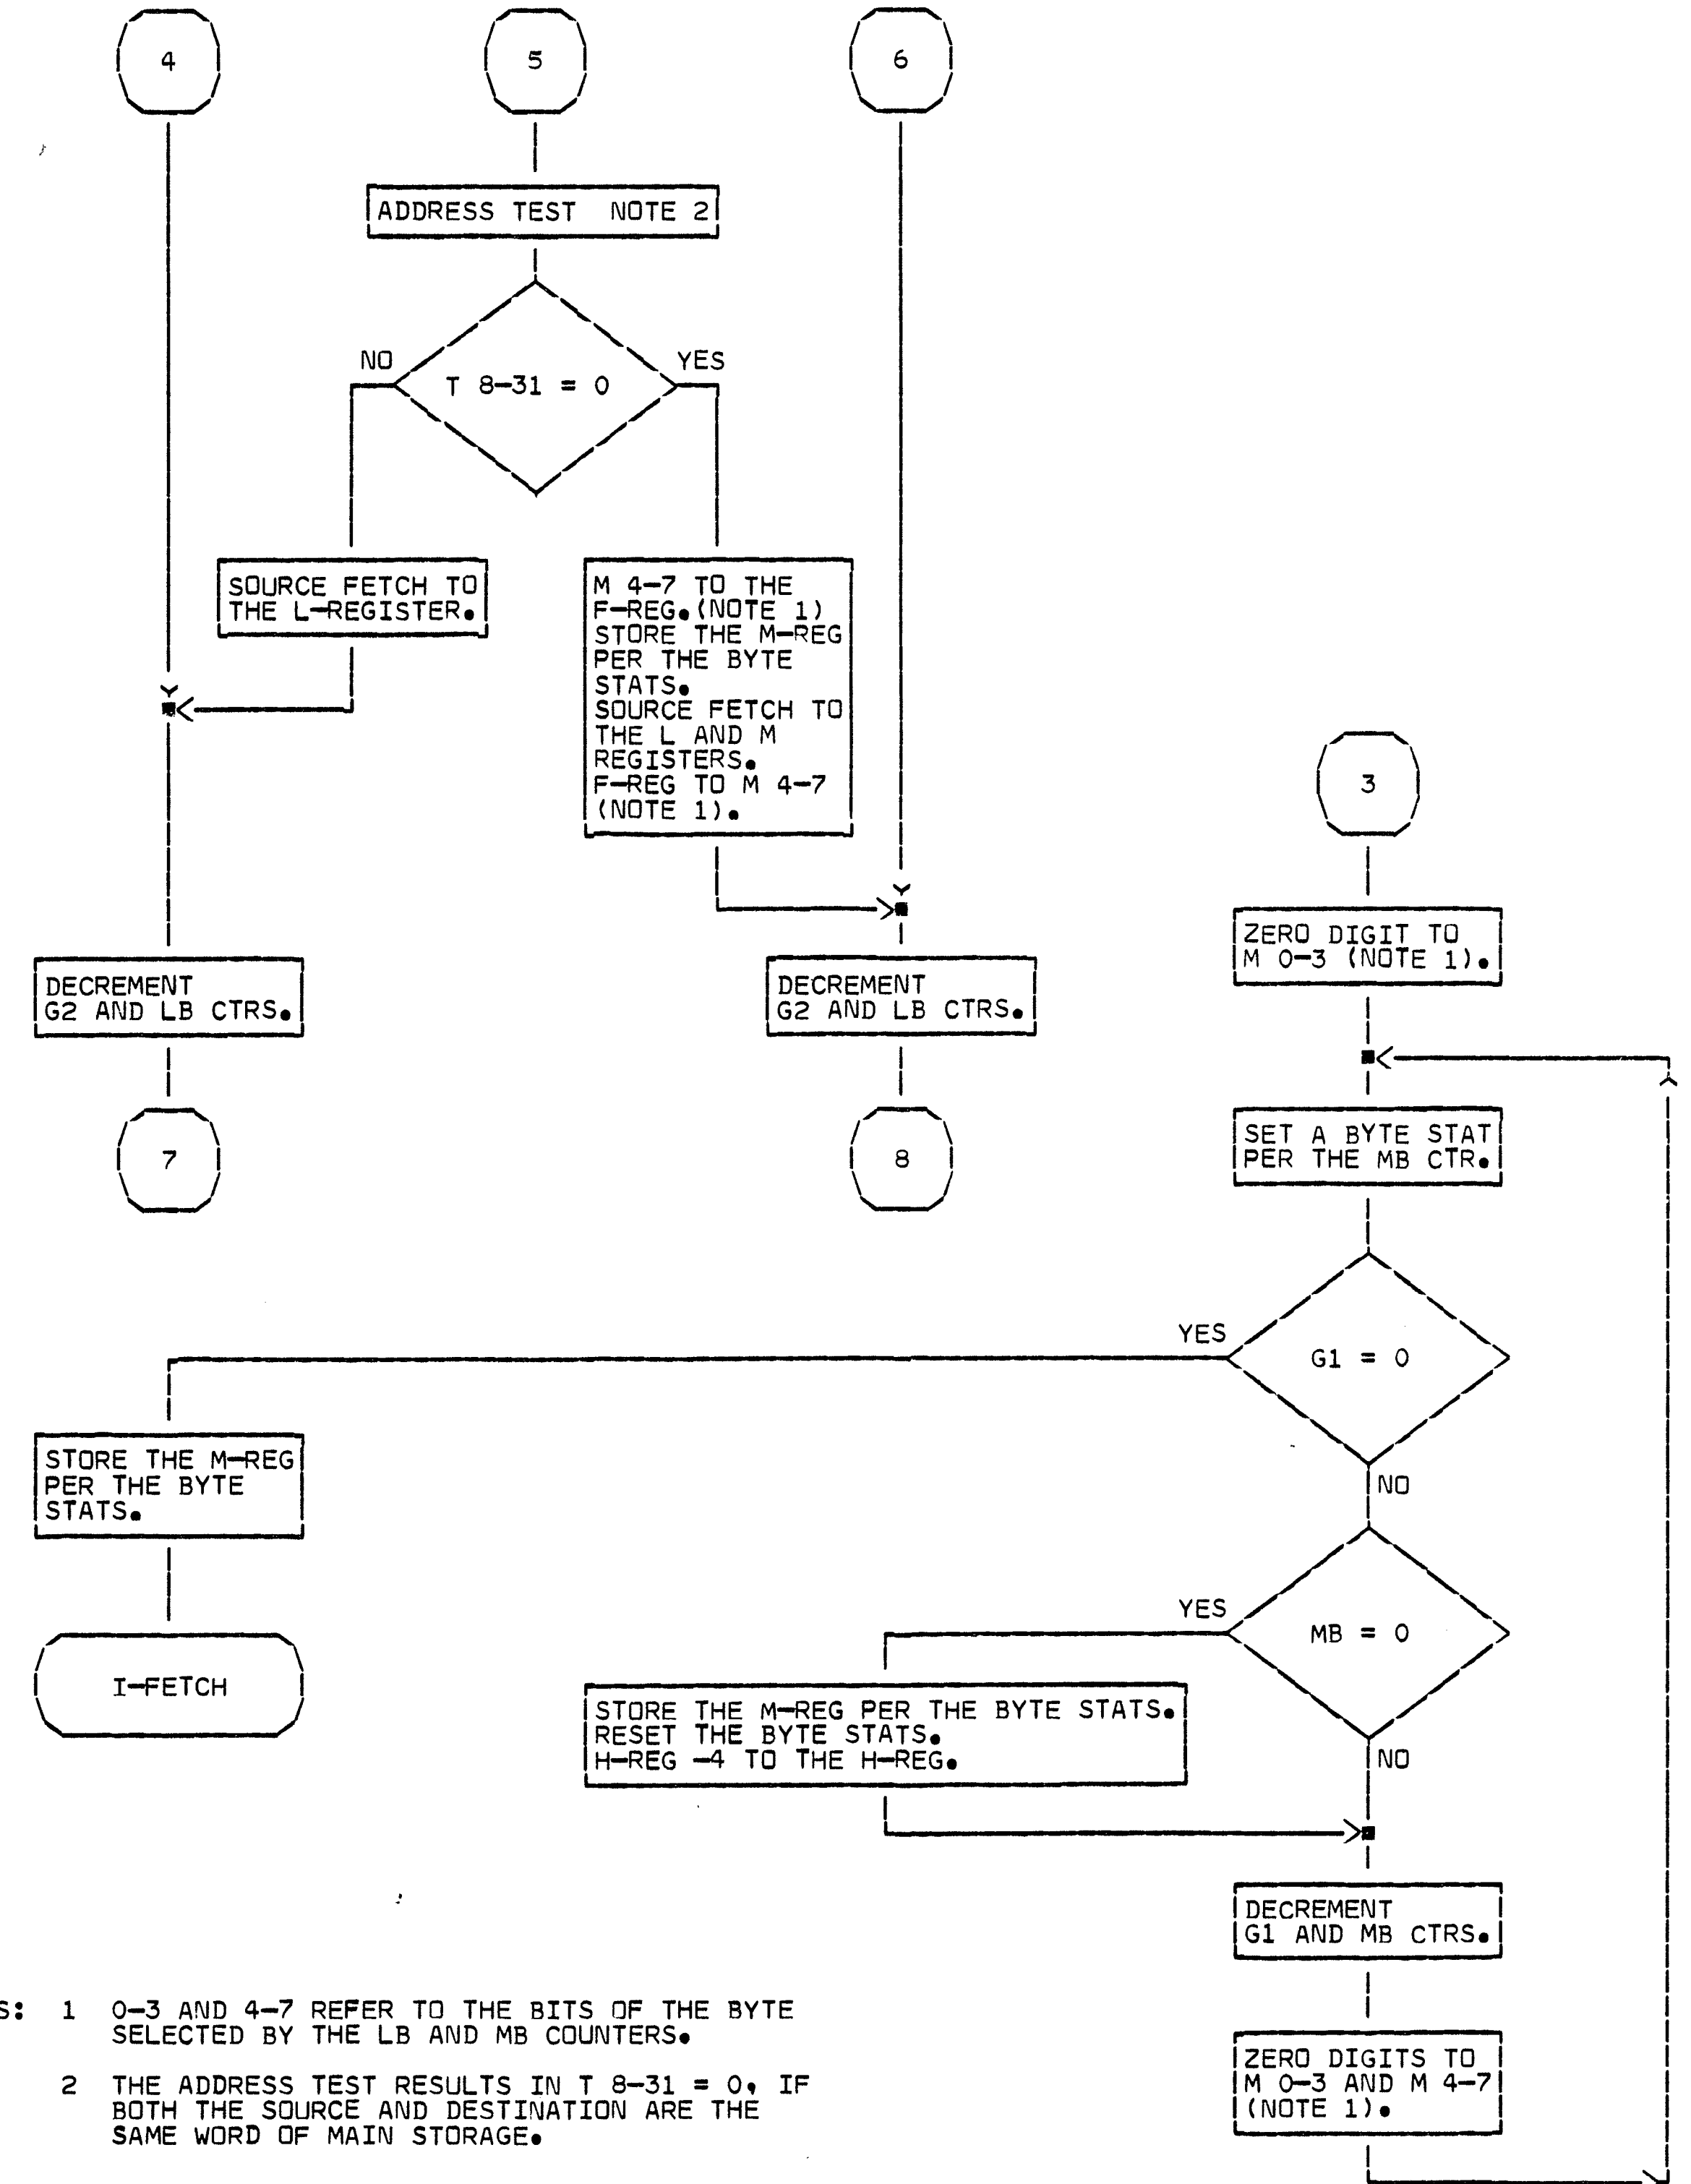 4
5
6
ADDRESS TEST  NOTE 2
NO
YES
T 8-31 = 0
SOURCE FETCH TO
THE L-REGISTER.
M 4-7 TO THE
F-REG.(NOTE 1)
STORE THE M-REG
PER THE BYTE
STATS.
SOURCE FETCH TO
THE L AND M
REGISTERS.
F-REG TO M 4-7
(NOTE 1).
3
ZERO DIGIT TO
M 0-3 (NOTE 1).
DECREMENT
G2 AND LB CTRS.
DECREMENT
G2 AND LB CTRS.
7
8
SET A BYTE STAT
PER THE MB CTR.
YES
G1 = 0
NO
STORE THE M-REG
PER THE BYTE
STATS.
I-FETCH
YES
MB = 0
NO
STORE THE M-REG PER THE BYTE STATS.
RESET THE BYTE STATS.
H-REG -4 TO THE H-REG.
DECREMENT
G1 AND MB CTRS.
ZERO DIGITS TO
M 0-3 AND M 4-7
(NOTE 1).
S: 1 0-3 AND 4-7 REFER TO THE BITS OF THE BYTE
SELECTED BY THE LB AND MB COUNTERS.
2 THE ADDRESS TEST RESULTS IN T 8-31 = 0, IF
BOTH THE SOURCE AND DESTINATION ARE THE
SAME WORD OF MAIN STORAGE.